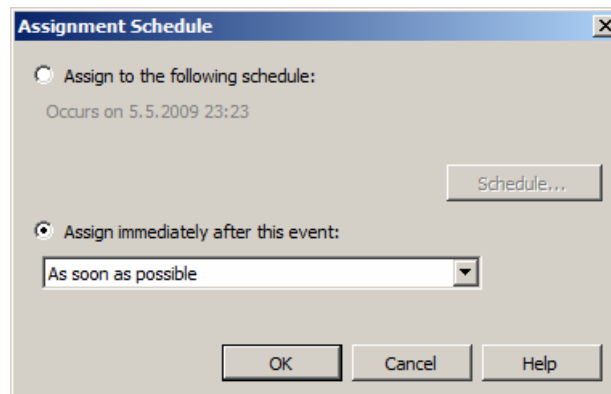 Assignment Schedule
Assign to the following schedule:
Occurs on 5.5.2009 23:23
Schedule...
Assign immediately after this event:
As soon as possible
OK Cancel Help